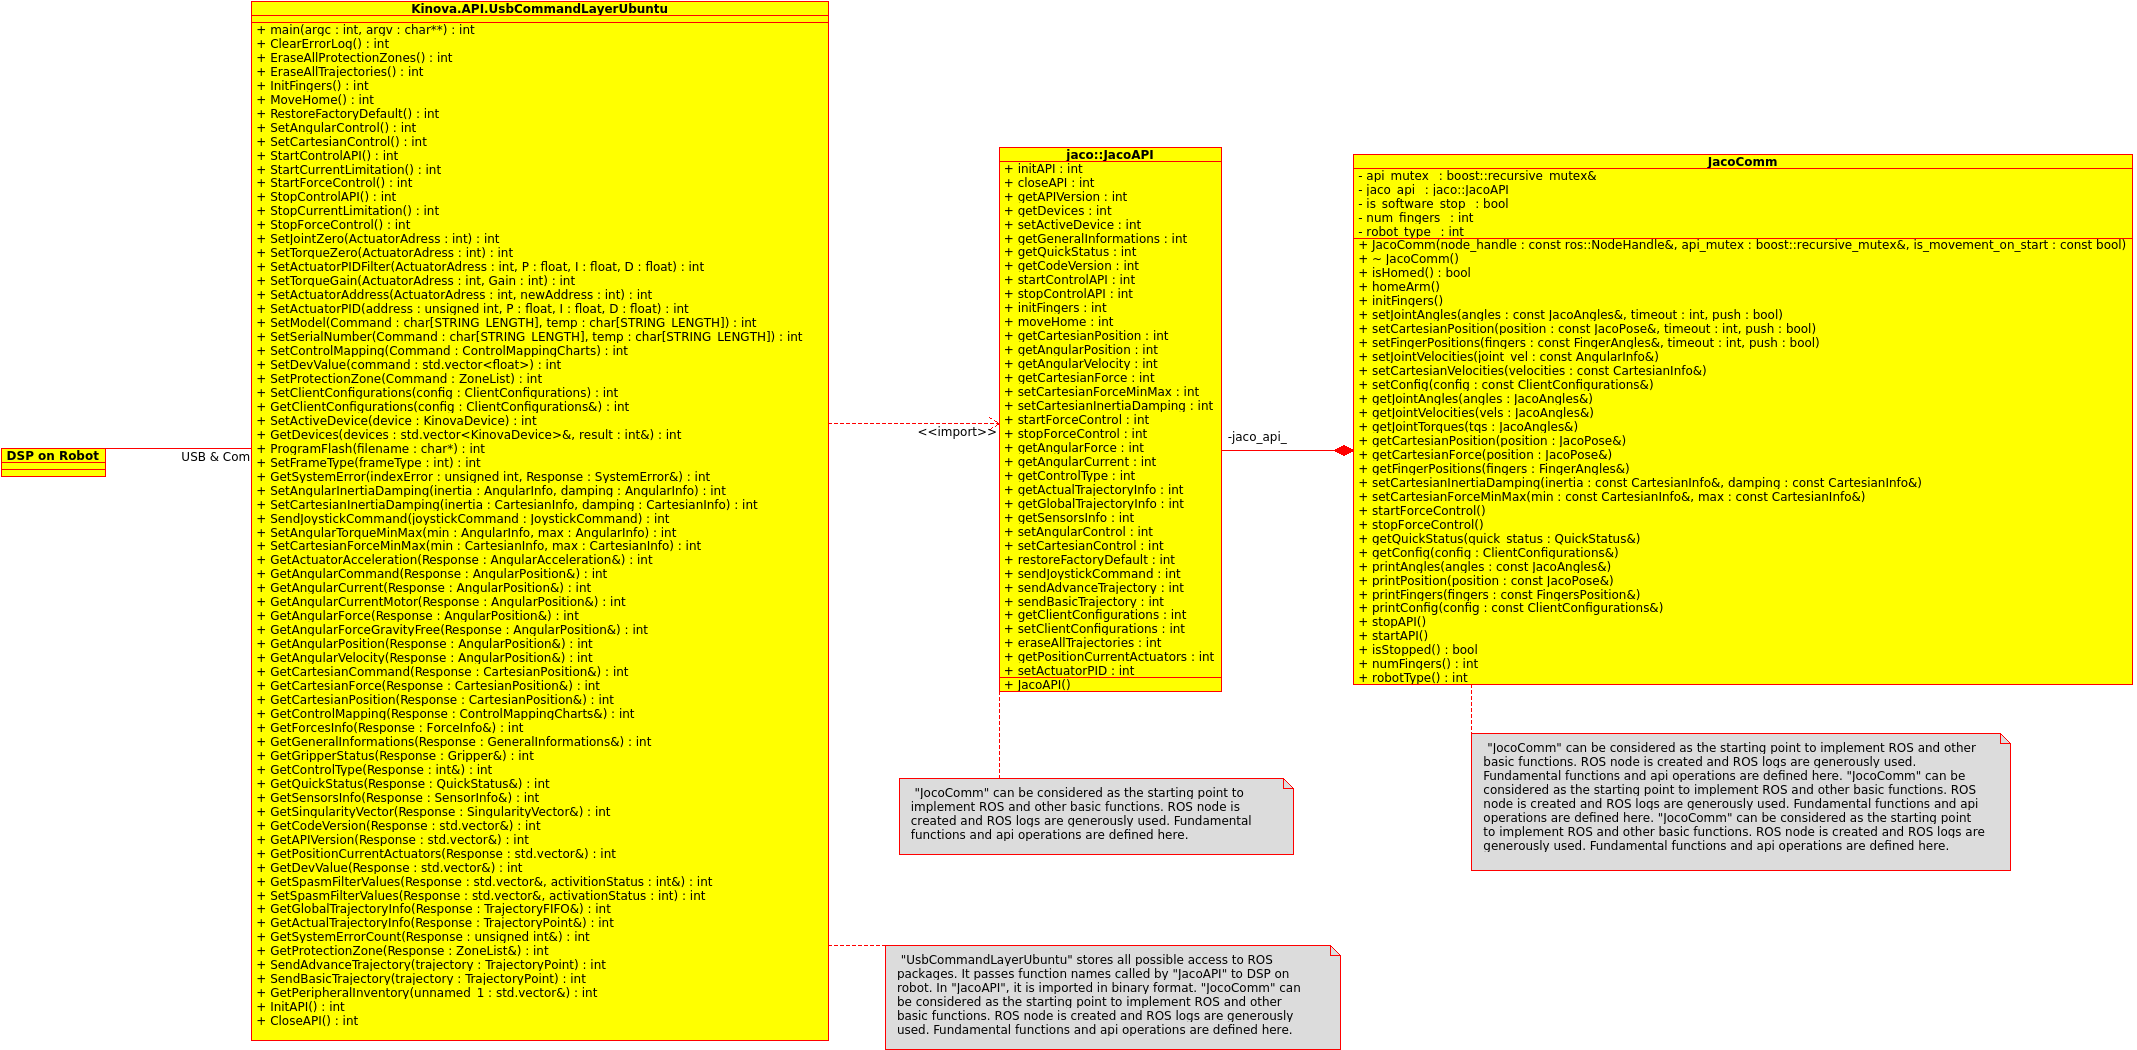 DSP on Robot
USB & Com
Kinova.API.UsbCommandLayerUbuntu
+ main(argc : int, argv : char**) : int
+ ClearErrorLog() : int
+ EraseAllProtectionZones() : int
+ EraseAllTrajectories() : int
+ InitFingers() : int
+ MoveHome() : int
+ RestoreFactoryDefault() : int
+ SetAngularControl() : int
+ SetCartesianControl() : int
+ StartControlAPI() : int
+ StartCurrentLimitation() : int
+ StartForceControl() : int
+ StopControlAPI() : int
+ StopCurrentLimitation() : int
+ StopForceControl() : int
+ SetJointZero(ActuatorAdress : int) : int
+ SetTorqueZero(ActuatorAdress : int) : int
+ SetActuatorPIDFilter(ActuatorAdress : int, P : float, I : float, D : float) : int
+ SetTorqueGain(ActuatorAdress : int, Gain : int) : int
+ SetActuatorAddress(ActuatorAdress : int, newAddress : int) : int
+ SetActuatorPID(address : unsigned int, P : float, I : float, D : float) : int
+ SetModel(Command : char[STRING_LENGTH], temp : char[STRING_LENGTH]) : int
+ SetSerialNumber(Command : char[STRING_LENGTH], temp : char[STRING_LENGTH]) : int
+ SetControlMapping(Command : ControlMappingCharts) : int
+ SetDevValue(command : std.vector<float>) : int
+ SetProtectionZone(Command : ZoneList) : int
+ SetClientConfigurations(config : ClientConfigurations) : int
+ GetClientConfigurations(config : ClientConfigurations&) : int
+ SetActiveDevice(device : KinovaDevice) : int
+ GetDevices(devices : std.vector<KinovaDevice>&, result : int&) : int
+ ProgramFlash(filename : char*) : int
+ SetFrameType(frameType : int) : int
+ GetSystemError(indexError : unsigned int, Response : SystemError&) : int
+ SetAngularInertiaDamping(inertia : AngularInfo, damping : AngularInfo) : int
+ SetCartesianInertiaDamping(inertia : CartesianInfo, damping : CartesianInfo) : int
+ SendJoystickCommand(joystickCommand : JoystickCommand) : int
+ SetAngularTorqueMinMax(min : AngularInfo, max : AngularInfo) : int
+ SetCartesianForceMinMax(min : CartesianInfo, max : CartesianInfo) : int
+ GetActuatorAcceleration(Response : AngularAcceleration&) : int
+ GetAngularCommand(Response : AngularPosition&) : int
+ GetAngularCurrent(Response : AngularPosition&) : int
+ GetAngularCurrentMotor(Response : AngularPosition&) : int
+ GetAngularForce(Response : AngularPosition&) : int
+ GetAngularForceGravityFree(Response : AngularPosition&) : int
+ GetAngularPosition(Response : AngularPosition&) : int
+ GetAngularVelocity(Response : AngularPosition&) : int
+ GetCartesianCommand(Response : CartesianPosition&) : int
+ GetCartesianForce(Response : CartesianPosition&) : int
+ GetCartesianPosition(Response : CartesianPosition&) : int
+ GetControlMapping(Response : ControlMappingCharts&) : int
+ GetForcesInfo(Response : ForceInfo&) : int
+ GetGeneralInformations(Response : GeneralInformations&) : int
+ GetGripperStatus(Response : Gripper&) : int
+ GetControlType(Response : int&) : int
+ GetQuickStatus(Response : QuickStatus&) : int
+ GetSensorsInfo(Response : SensorInfo&) : int
+ GetSingularityVector(Response : SingularityVector&) : int
+ GetCodeVersion(Response : std.vector&) : int
+ GetAPIVersion(Response : std.vector&) : int
+ GetPositionCurrentActuators(Response : std.vector&) : int
+ GetDevValue(Response : std.vector&) : int
+ GetSpasmFilterValues(Response : std.vector&, activitionStatus : int&) : int
+ SetSpasmFilterValues(Response : std.vector&, activationStatus : int) : int
+ GetGlobalTrajectoryInfo(Response : TrajectoryFIFO&) : int
+ GetActualTrajectoryInfo(Response : TrajectoryPoint&) : int
+ GetSystemErrorCount(Response : unsigned int&) : int
+ GetProtectionZone(Response : ZoneList&) : int
+ SendAdvanceTrajectory(trajectory : TrajectoryPoint) : int
+ SendBasicTrajectory(trajectory : TrajectoryPoint) : int
+ GetPeripheralInventory(unnamed_1 : std.vector&) : int
+ InitAPI() : int
+ CloseAPI() : int
<<import>>
jaco::JacoAPI
+ initAPI : int
+ closeAPI : int
+ getAPIVersion : int
+ getDevices : int
+ setActiveDevice : int
+ getGeneralInformations : int
+ getQuickStatus : int
+ getCodeVersion : int
+ startControlAPI : int
+ stopControlAPI : int
+ initFingers : int
+ moveHome : int
+ getCartesianPosition : int
+ getAngularPosition : int
+ getAngularVelocity : int
+ getCartesianForce : int
+ setCartesianForceMinMax : int
+ setCartesianInertiaDamping : int
+ startForceControl : int
+ stopForceControl : int
+ getAngularForce : int
+ getAngularCurrent : int
+ getControlType : int
+ getActualTrajectoryInfo : int
+ getGlobalTrajectoryInfo : int
+ getSensorsInfo : int
+ setAngularControl : int
+ setCartesianControl : int
+ restoreFactoryDefault : int
+ sendJoystickCommand : int
+ sendAdvanceTrajectory : int
+ sendBasicTrajectory : int
+ getClientConfigurations : int
+ setClientConfigurations : int
+ eraseAllTrajectories : int
+ getPositionCurrentActuators : int
+ setActuatorPID : int
+ JacoAPI()
-jaco_api_
JacoComm
- api_mutex_ : boost::recursive_mutex&
- jaco_api_ : jaco::JacoAPI
- is_software_stop_ : bool
- num_fingers_ : int
- robot_type_ : int
+ JacoComm(node_handle : const ros::NodeHandle&, api_mutex : boost::recursive_mutex&, is_movement_on_start : const bool)
+ ~ JacoComm()
+ isHomed() : bool
+ homeArm()
+ initFingers()
+ setJointAngles(angles : const JacoAngles&, timeout : int, push : bool)
+ setCartesianPosition(position : const JacoPose&, timeout : int, push : bool)
+ setFingerPositions(fingers : const FingerAngles&, timeout : int, push : bool)
+ setJointVelocities(joint_vel : const AngularInfo&)
+ setCartesianVelocities(velocities : const CartesianInfo&)
+ setConfig(config : const ClientConfigurations&)
+ getJointAngles(angles : JacoAngles&)
+ getJointVelocities(vels : JacoAngles&)
+ getJointTorques(tqs : JacoAngles&)
+ getCartesianPosition(position : JacoPose&)
+ getCartesianForce(position : JacoPose&)
+ getFingerPositions(fingers : FingerAngles&)
+ setCartesianInertiaDamping(inertia : const CartesianInfo&, damping : const CartesianInfo&)
+ setCartesianForceMinMax(min : const CartesianInfo&, max : const CartesianInfo&)
+ startForceControl()
+ stopForceControl()
+ getQuickStatus(quick_status : QuickStatus&)
+ getConfig(config : ClientConfigurations&)
+ printAngles(angles : const JacoAngles&)
+ printPosition(position : const JacoPose&)
+ printFingers(fingers : const FingersPosition&)
+ printConfig(config : const ClientConfigurations&)
+ stopAPI()
+ startAPI()
+ isStopped() : bool
+ numFingers() : int
+ robotType() : int
"JocoComm" can be considered as the starting point to
implement ROS and other basic functions. ROS node is
created and ROS logs are generously used. Fundamental
functions and api operations are defined here.
"JocoComm" can be considered as the starting point to implement ROS and other
basic functions. ROS node is created and ROS logs are generously used.
Fundamental functions and api operations are defined here. "JocoComm" can be
considered as the starting point to implement ROS and other basic functions. ROS
node is created and ROS logs are generously used. Fundamental functions and api
operations are defined here. "JocoComm" can be considered as the starting point
to implement ROS and other basic functions. ROS node is created and ROS logs are
generously used. Fundamental functions and api operations are defined here.
"UsbCommandLayerUbuntu" stores all possible access to ROS
packages. It passes function names called by "JacoAPI" to DSP on
robot. In "JacoAPI", it is imported in binary format. "JocoComm" can
be considered as the starting point to implement ROS and other
basic functions. ROS node is created and ROS logs are generously
used. Fundamental functions and api operations are defined here.